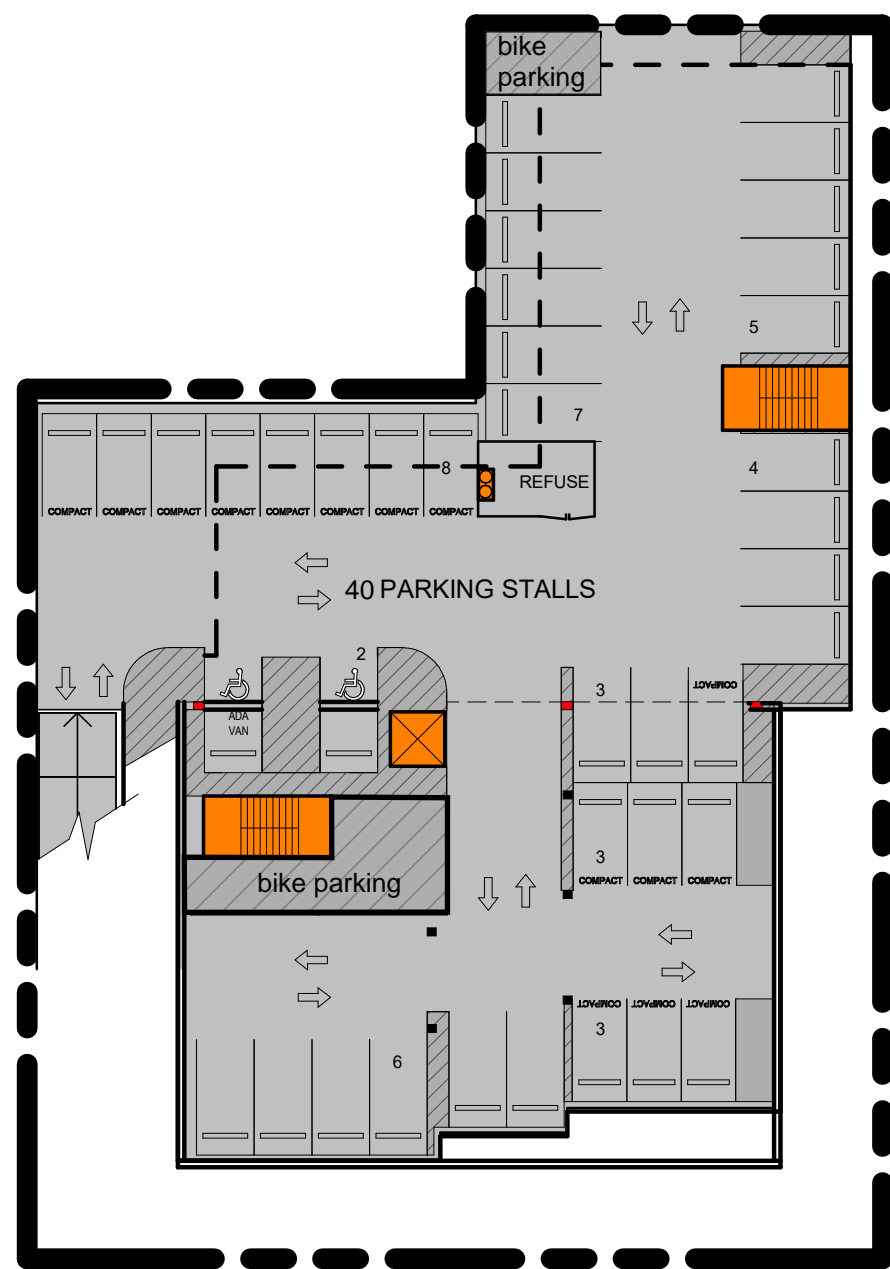 bike
parking
5
7
8
REFUSE
4
COMPACT COMPACT COMPACT COMPACT COMPACT COMPACT COMPACT COMPACT
40 PARKING STALLS
2
3
COMPACT
ADA
VAN
3
COMPACT COMPACT COMPACT
bike parking
COMPACT COMPACT COMPACT
3
6